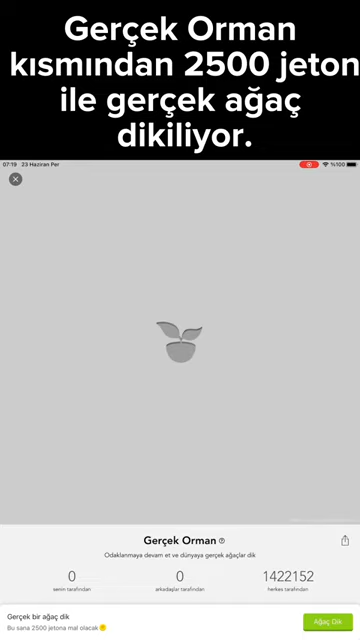 Gerçek Orman
kısmından 2500 jeton
ile gerçek ağaç
dikiliyor.
07:19 23 Haziran Per %100
Gerçek Orman
Odaklanmaya devam et ve dünyaya gerçek ağaçlar dik
0 0 1422152
senin tarafından arkadaşlar tarafından herkes tarafından
Gerçek bir ağaç dik
Bu sana 2500 jetona mal olacak
Ağaç Dik